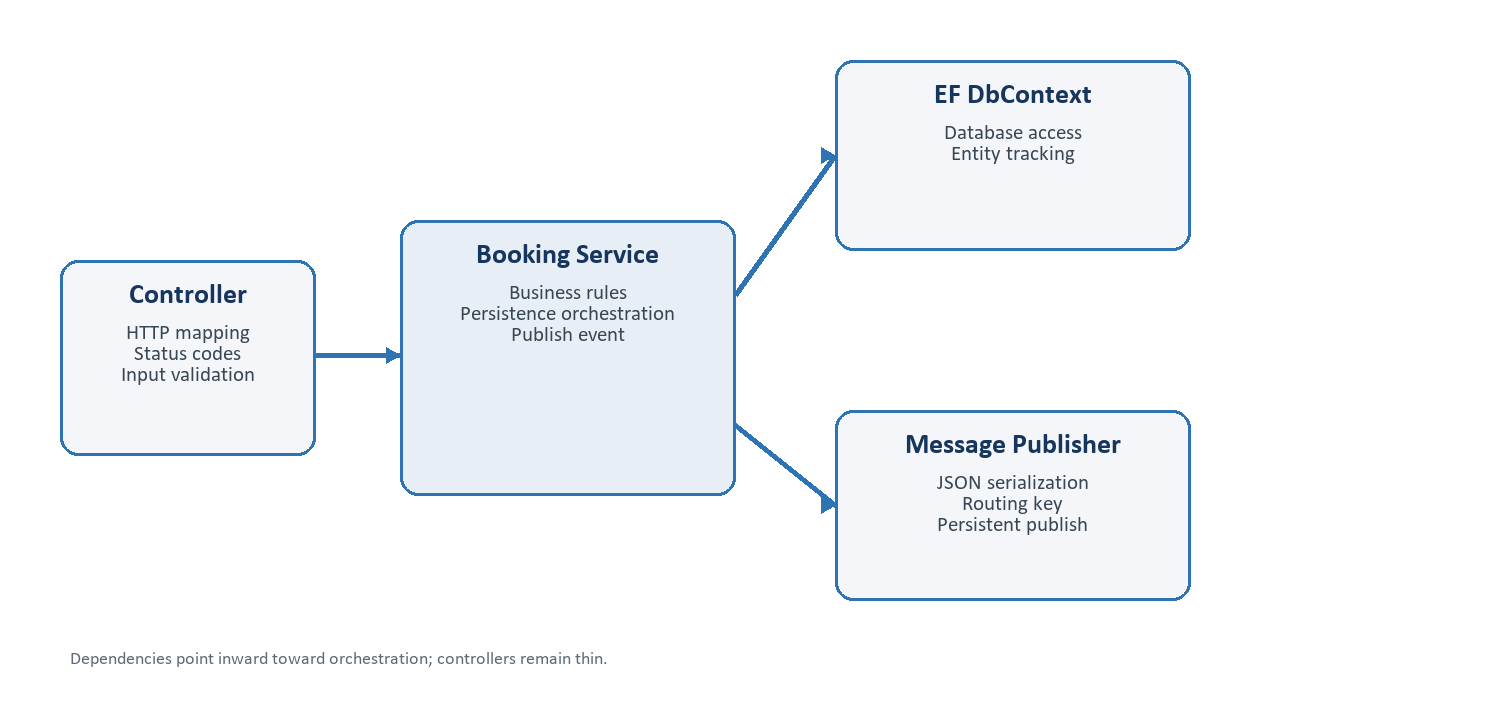 Controller
HTTP mapping
Status codes
Input validation
Booking Service
Business rules
Persistence orchestration
Publish event
EF DbContext
Database access
Entity tracking
Message Publisher
JSON serialization
Routing key
Persistent publish
Dependencies point inward toward orchestration; controllers remain thin.